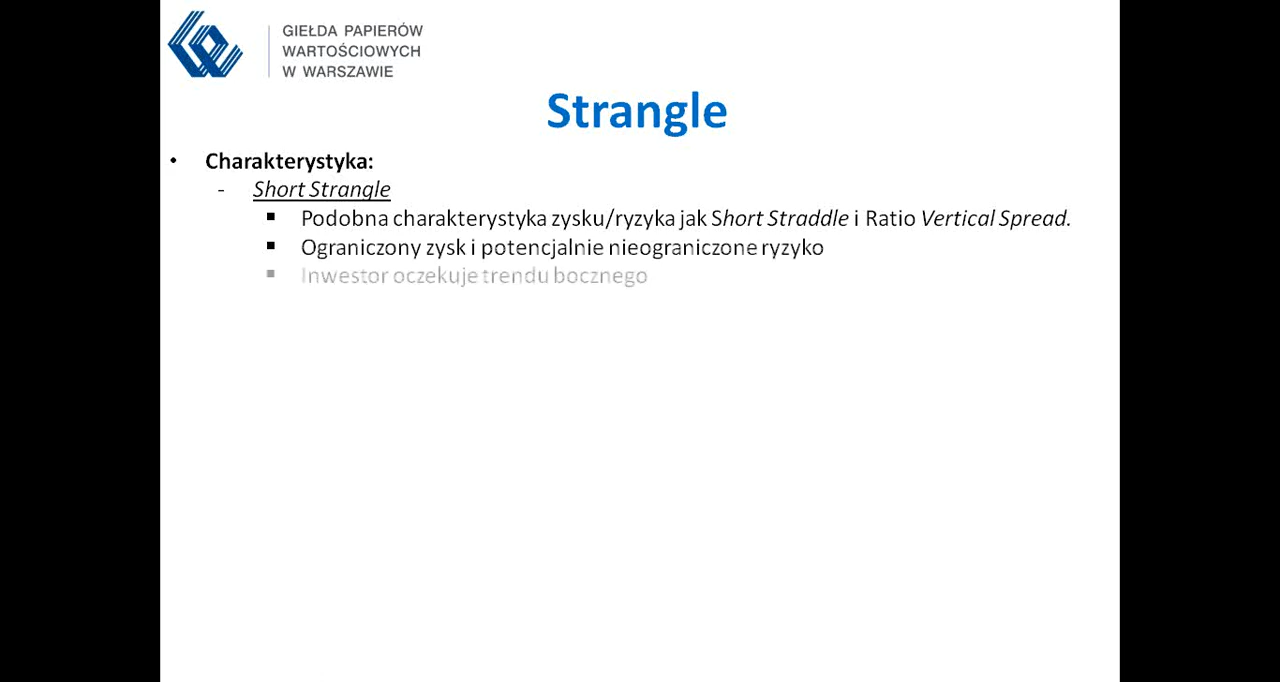 GIEŁDA PAPIERÓW
WARTOŚCIOWYCH
W WARSZAWIE
Strangle
• Charakterystyka:
- Short Strangle
▪ Podobna charakterystyka zysku/ryzyka jak Short Straddle i Ratio Vertical Spread.
▪ Ograniczony zysk i potencjalnie nieograniczone ryzyko
▪ Inwestor oczekuje trendu bocznego